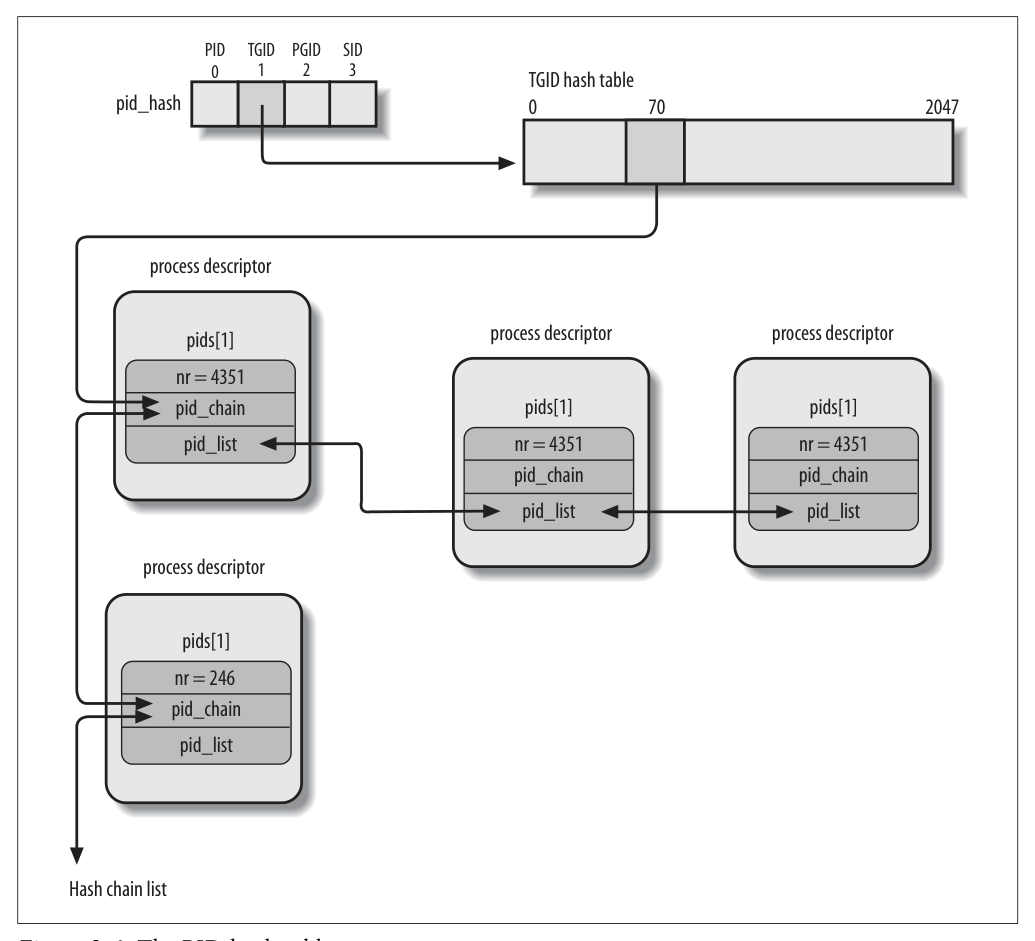 PID TGID PGID SID
0 1 2 3
pid_hash
TGID hash table
0 70 2047
process descriptor
pids[1]
nr = 4351
pid_chain
pid_list
process descriptor
pids[1]
nr = 4351
pid_chain
pid_list
process descriptor
pids[1]
nr = 4351
pid_chain
pid_list
process descriptor
pids[1]
nr = 246
pid_chain
pid_list
Hash chain list